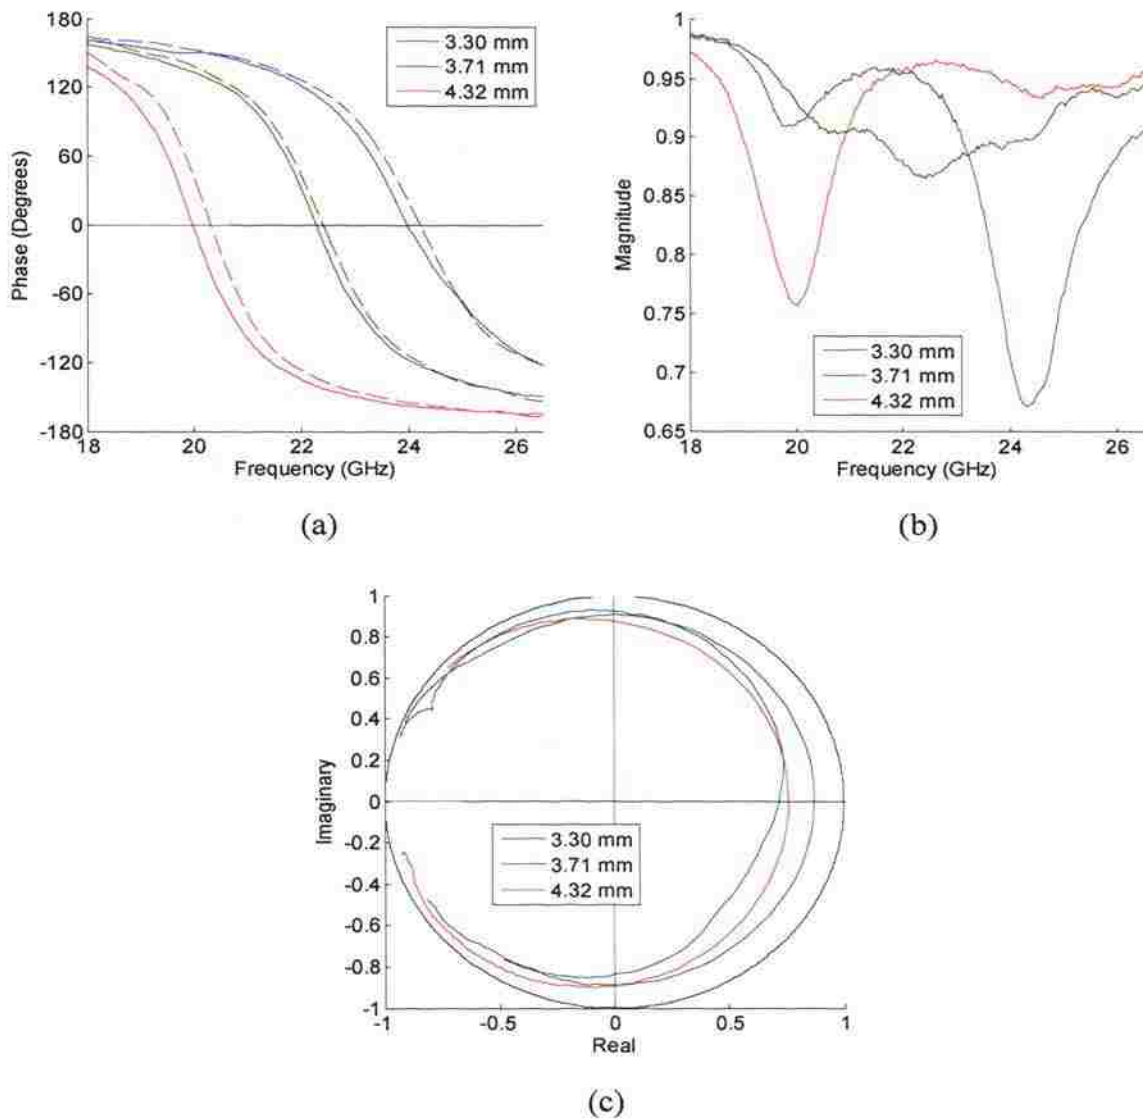 180
120
60
0
-60
-120
-180
Phase (Degrees)
18 20 22 24 26
Frequency (GHz)
3.30 mm
3.71 mm
4.32 mm
(a)
1
0.95
0.9
0.85
0.8
0.75
0.7
0.65
Magnitude
18 20 22 24 26
Frequency (GHz)
3.30 mm
3.71 mm
4.32 mm
(b)
1
0.8
0.6
0.4
0.2
0
-0.2
-0.4
-0.6
-0.8
-1
Imaginary
-1 -0.5 0 0.5 1
Real
3.30 mm
3.71 mm
4.32 mm
(c)